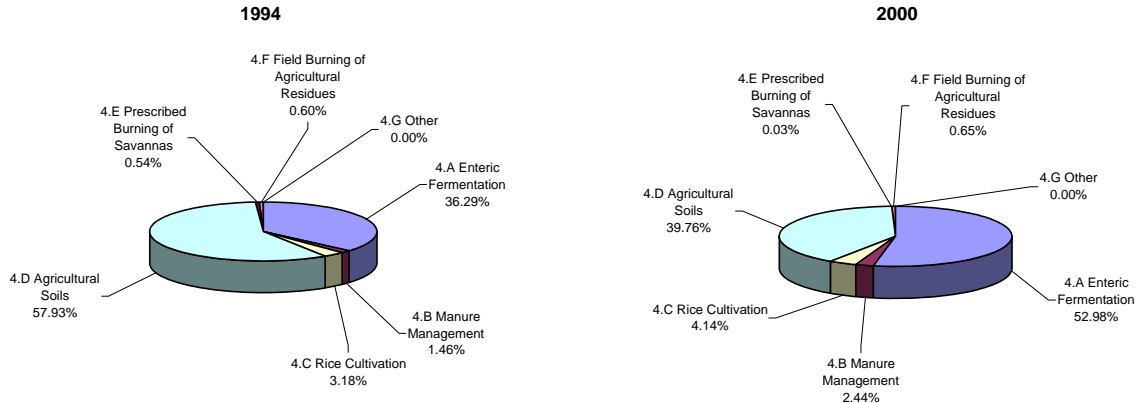 1994
4.F Field Burning of
Agricultural
Residues
0.60%
4.E Prescribed
Burning of
Savannas
0.54%
4.G Other
0.00%
4.A Enteric
Fermentation
36.29%
4.D Agricultural
Soils
57.93%
4.B Manure
Management
1.46%
4.C Rice Cultivation
3.18%
2000
4.E Prescribed
Burning of
Savannas
0.03%
4.F Field Burning of
Agricultural
Residues
0.65%
4.G Other
0.00%
4.D Agricultural
Soils
39.76%
4.A Enteric
Fermentation
52.98%
4.C Rice Cultivation
4.14%
4.B Manure
Management
2.44%